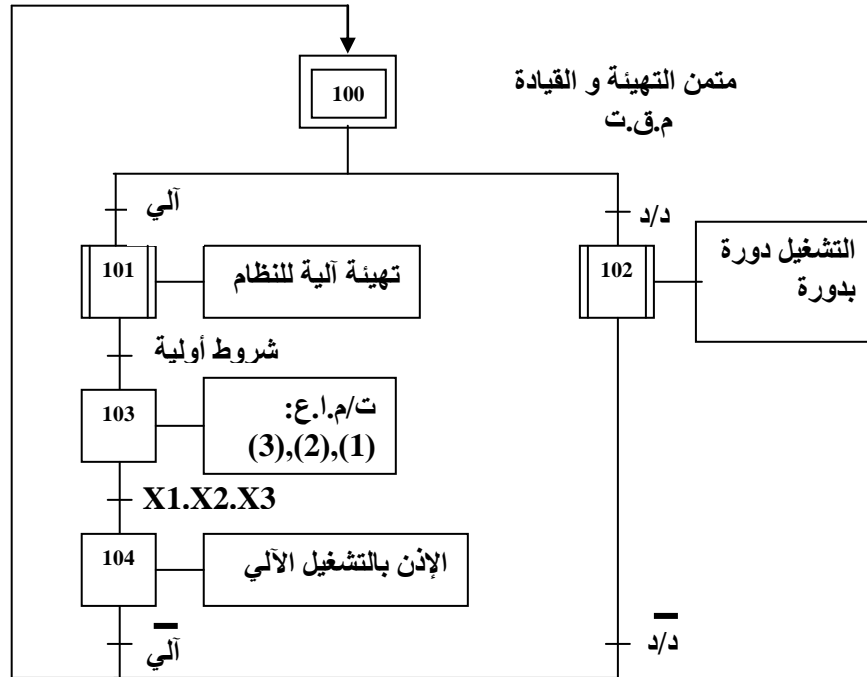 100
متمن التهيئة و القيادة
م.ق.ت
آلي
د/د
101
تهيئة آلية للنظام
102
التشغيل دورة
بدورة
شروط أولية
103
ت/م.ا.ع:
(1),(2),(3)
X1.X2.X3
104
الإذن بالتشغيل الآلي
آلي
د/د